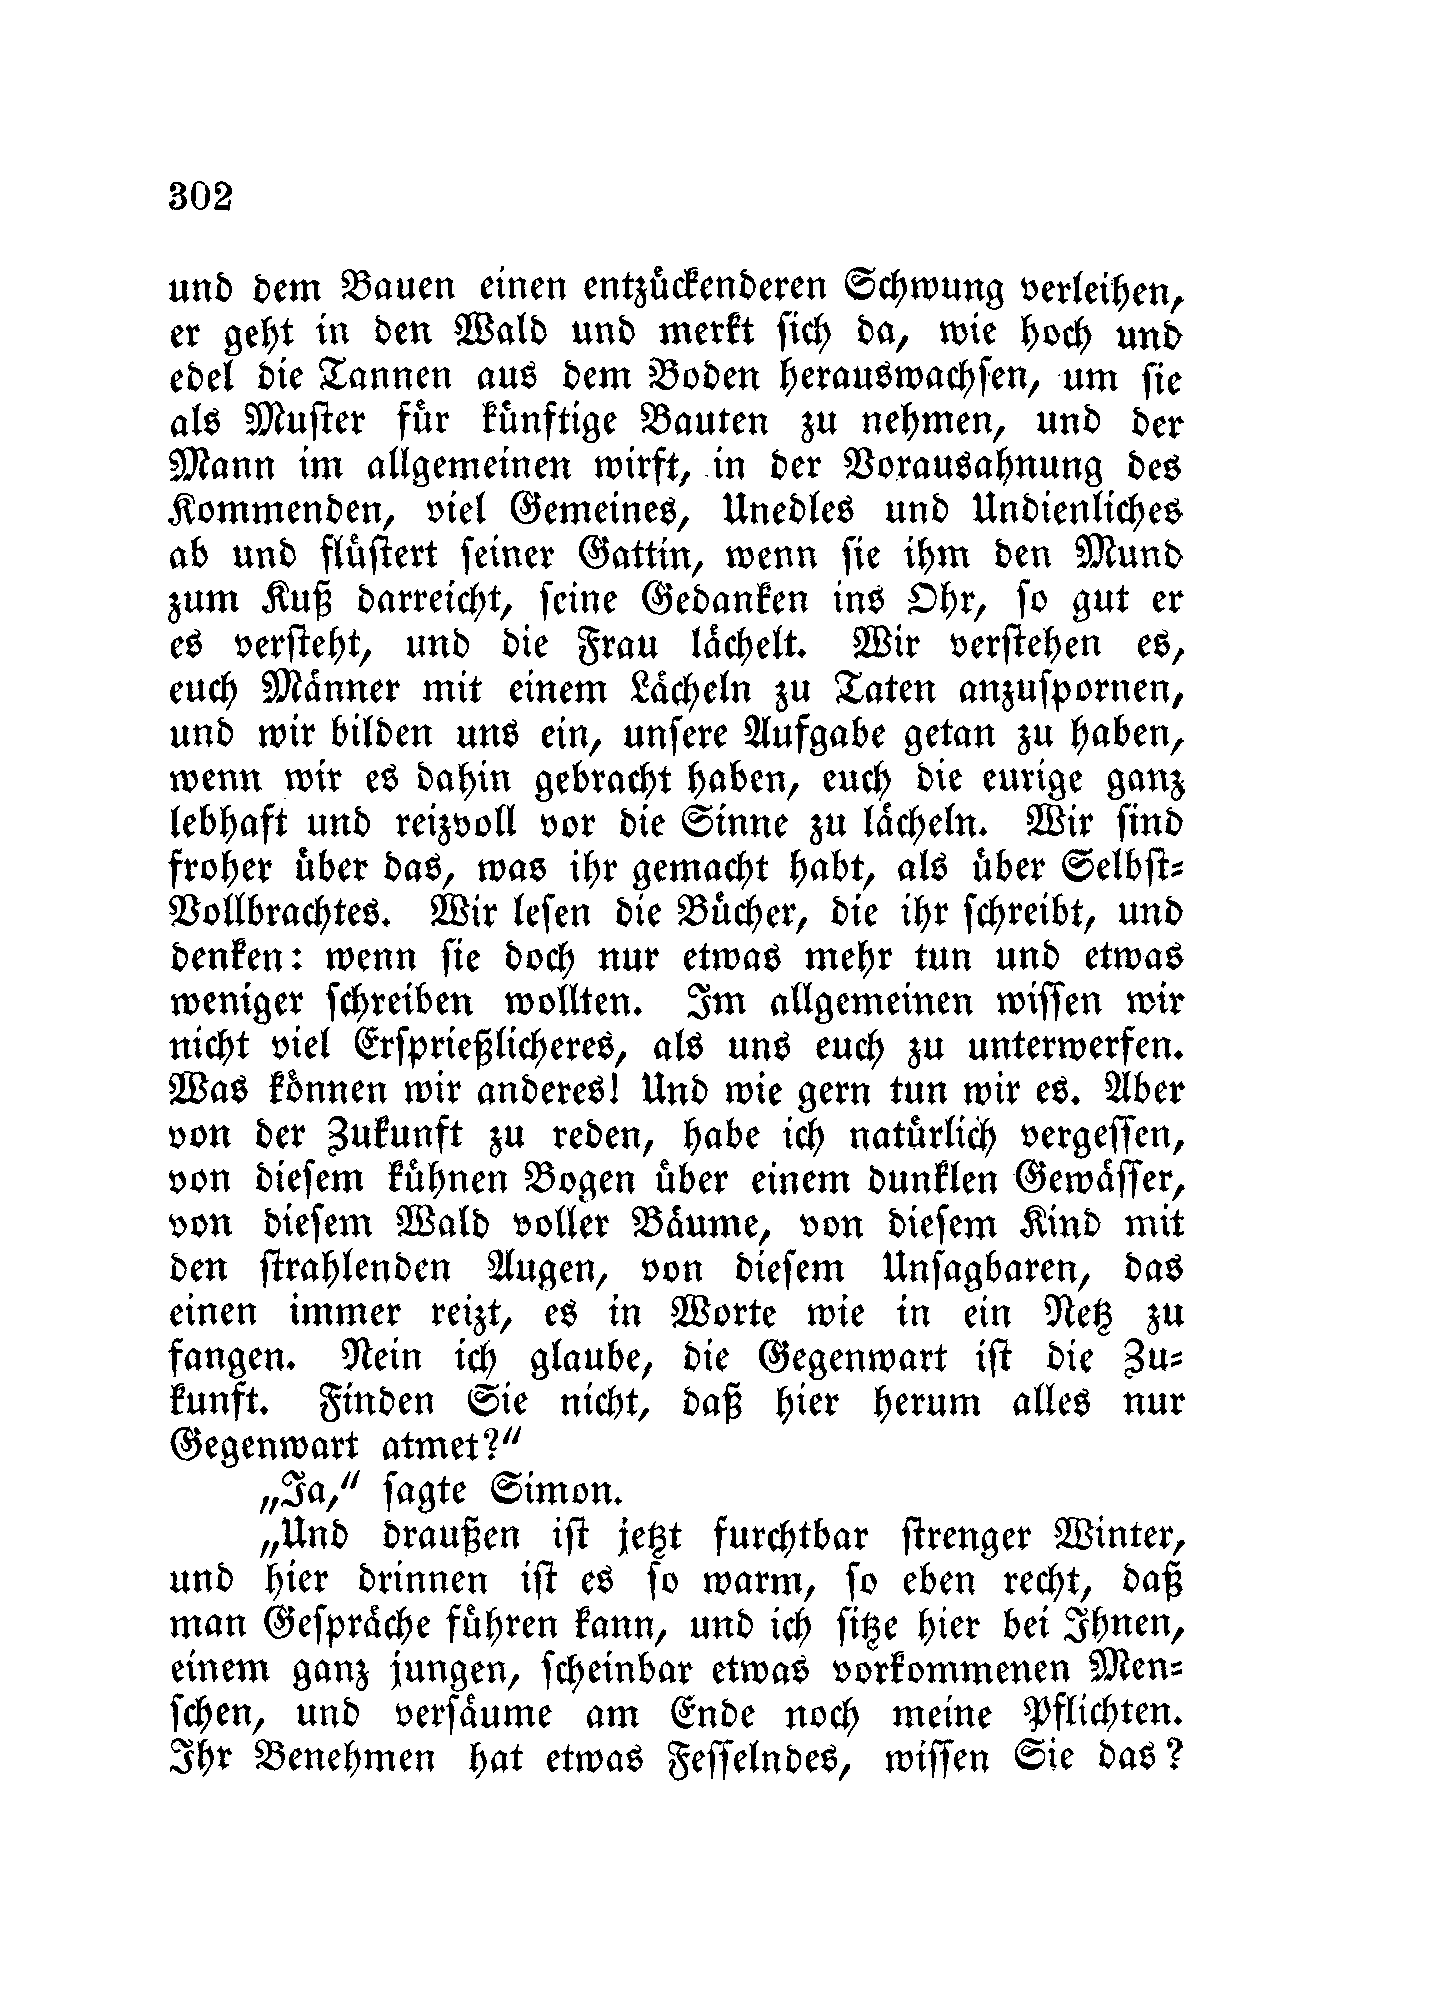 302
und dem Bauen einen entzückenderen Schwung verleihen,
er geht in den Wald und merkt sich da, wie hoch und
edel die Tannen aus dem Boden herauswachsen, um sie
als Muster für künftige Bauten zu nehmen, und der
Mann im allgemeinen wirft, in der Vorausahnung des
Kommenden, viel Gemeines, Unedles und Undienliches
ab und flüstert seiner Gattin, wenn sie ihm den Mund
zum Kuß darreicht, seine Gedanken ins Ohr, so gut er
es versteht, und die Frau lächelt. Wir verstehen es,
euch Männer mit einem Lächeln zu Taten anzuspornen,
und wir bilden uns ein, unsere Aufgabe getan zu haben,
wenn wir es dahin gebracht haben, euch die eurige ganz
lebhaft und reizvoll vor die Sinne zu lächeln. Wir sind
froher über das, was ihr gemacht habt, als über Selbst-
Vollbrachtes. Wir lesen die Bücher, die ihr schreibt, und
denken: wenn sie doch nur etwas mehr tun und etwas
weniger schreiben wollten. Im allgemeinen wissen wir
nicht viel Ersprießlicheres, als uns euch zu unterwerfen.
Was können wir anderes! Und wie gern tun wir es. Aber
von der Zukunft zu reden, habe ich natürlich vergessen,
von diesem kühnen Bogen über einem dunklen Gewässer,
von diesem Wald voller Bäume, von diesem Kind mit
den strahlenden Augen, von diesem Unsagbaren, das
einen immer reizt, es in Worte wie in ein Netz zu
fangen. Nein ich glaube, die Gegenwart ist die Zu-
kunft. Finden Sie nicht, daß hier herum alles nur
Gegenwart atmet?“
„Ja,“ sagte Simon.
„Und draußen ist jetzt furchtbar strenger Winter,
und hier drinnen ist es so warm, so eben recht, daß
man Gespräche führen kann, und ich sitze hier bei Ihnen,
einem ganz jungen, scheinbar etwas vorkommenen Men-
schen, und versäume am Ende noch meine Pflichten.
Ihr Benehmen hat etwas Fesselndes, wissen Sie das?